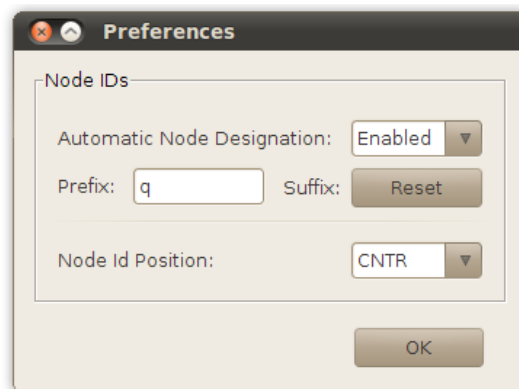 Preferences
Node IDs
Automatic Node Designation: Enabled
Prefix: q Suffix: Reset
Node Id Position: CNTR
OK